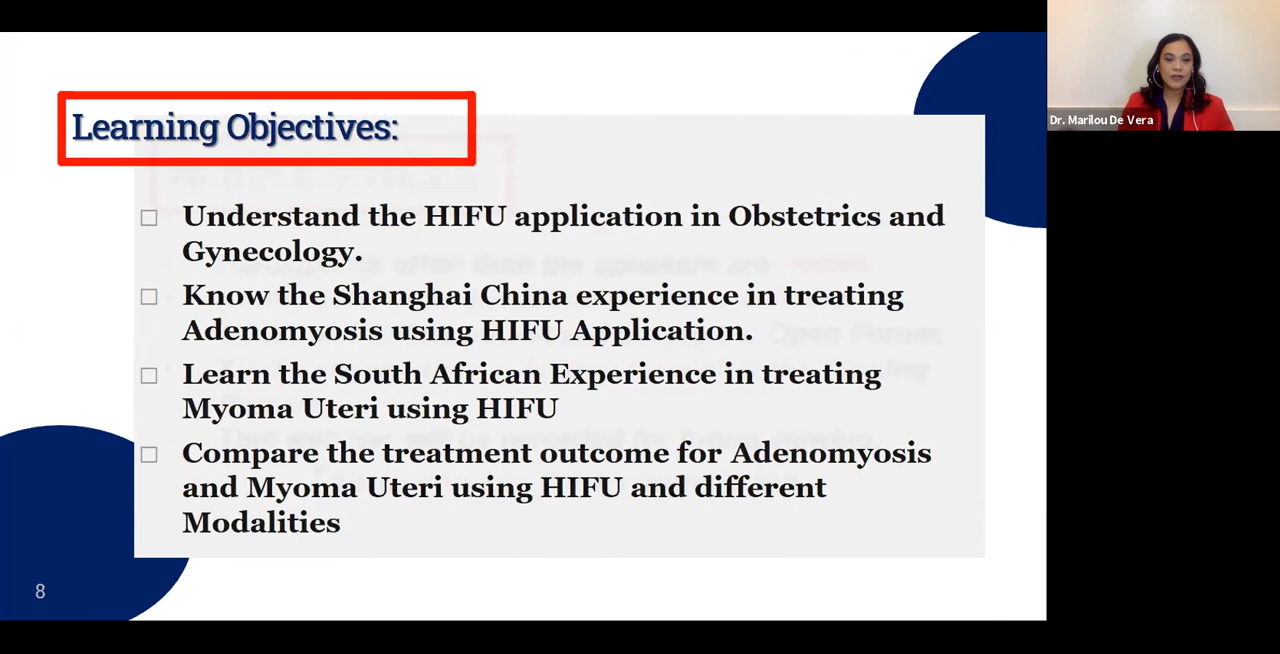 Learning Objectives:
Understand the HIFU application in Obstetrics and
Gynecology.
Know the Shanghai China experience in treating
Adenomyosis using HIFU Application.
Learn the South African Experience in treating
Myoma Uteri using HIFU
Compare the treatment outcome for Adenomyosis
and Myoma Uteri using HIFU and different
Modalities
8
Dr. Marilou De Vera